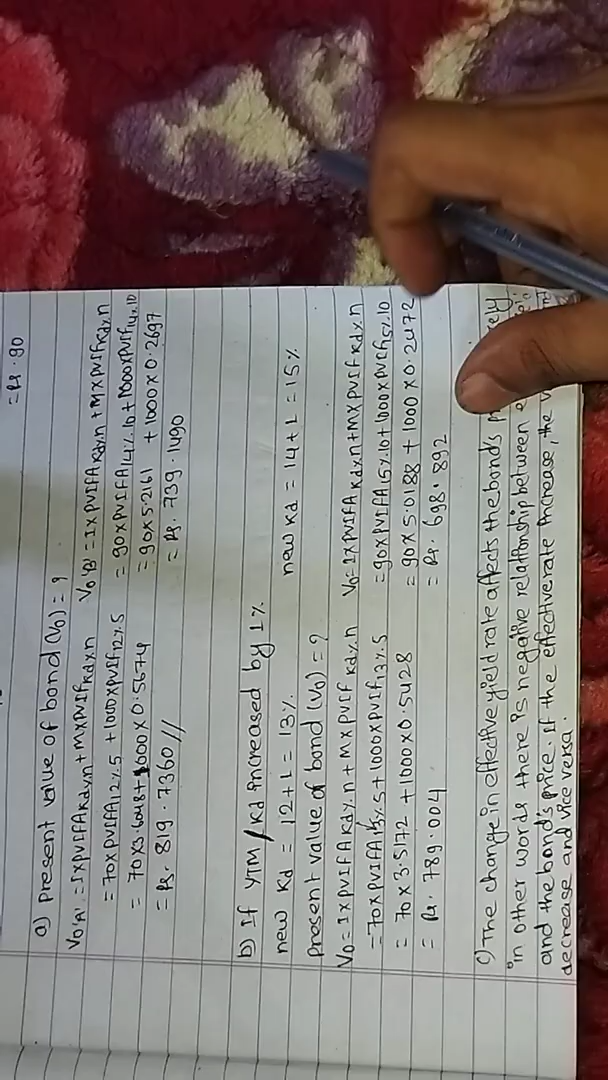 = Rs. 90
a) Present value of bond (V₀) = ?
V₀'A' = I×PVIFA Kd%.n + M×PVIF Kd%.n
= 70×PVIFA 12%.5 + 1000×PVIF 12%.5
= 70×3.6048 + 1000×0.5674
= Rs. 819.7360//
V₀'B' = I×PVIFA Kd%.n + M×PVIF Kd%.n
= 90×PVIFA 14%.10 + 1000×PVIF 14%.10
= 90×5.2161 + 1000×0.2697
= Rs. 739.1490
b) If YTM/Kd increased by 1%
new Kd = 12+1 = 13% new Kd = 14+1 = 15%
Present value of bond (V₀) = ?
V₀ = I×PVIFA Kd%.n + M×PVIF Kd%.n
= 70×PVIFA 13%.5 + 1000×PVIF 13%.5
= 70×3.5172 + 1000×0.5428
= Rs. 789.004
V₀ = I×PVIFA Kd%.n + M×PVIF Kd%.n
= 90×PVIFA 15%.10 + 1000×PVIF 15%.10
= 90×5.0188 + 1000×0.2472
= Rs. 698.892
c) The change in effective yield rate affects the bond's
in other words there is negative relationship between
and the bond's price. If the effective rate increase, the
decrease and vice versa.